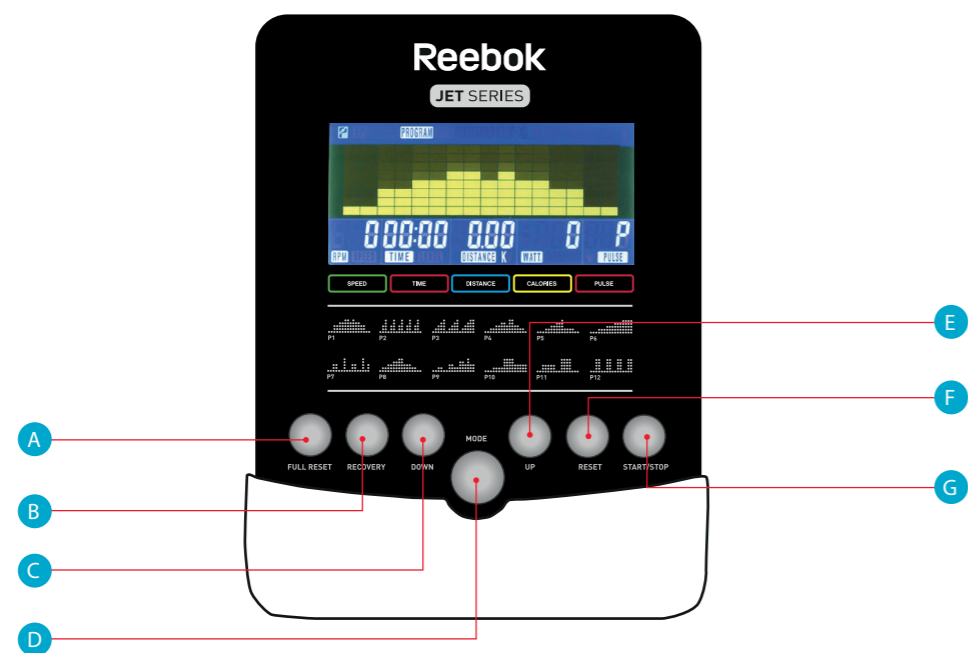 Reebok
JET SERIES
PROGRAM
000:00 0.00 0 P
RPM TIME DISTANCE K WATT PULSE
SPEED TIME DISTANCE CALORIES PULSE
P1 P2 P3 P4 P5 P6
P7 P8 P9 P10 P11 P12
MODE
FULL RESET RECOVERY DOWN UP RESET START/STOP
A
B
C
D
E
F
G